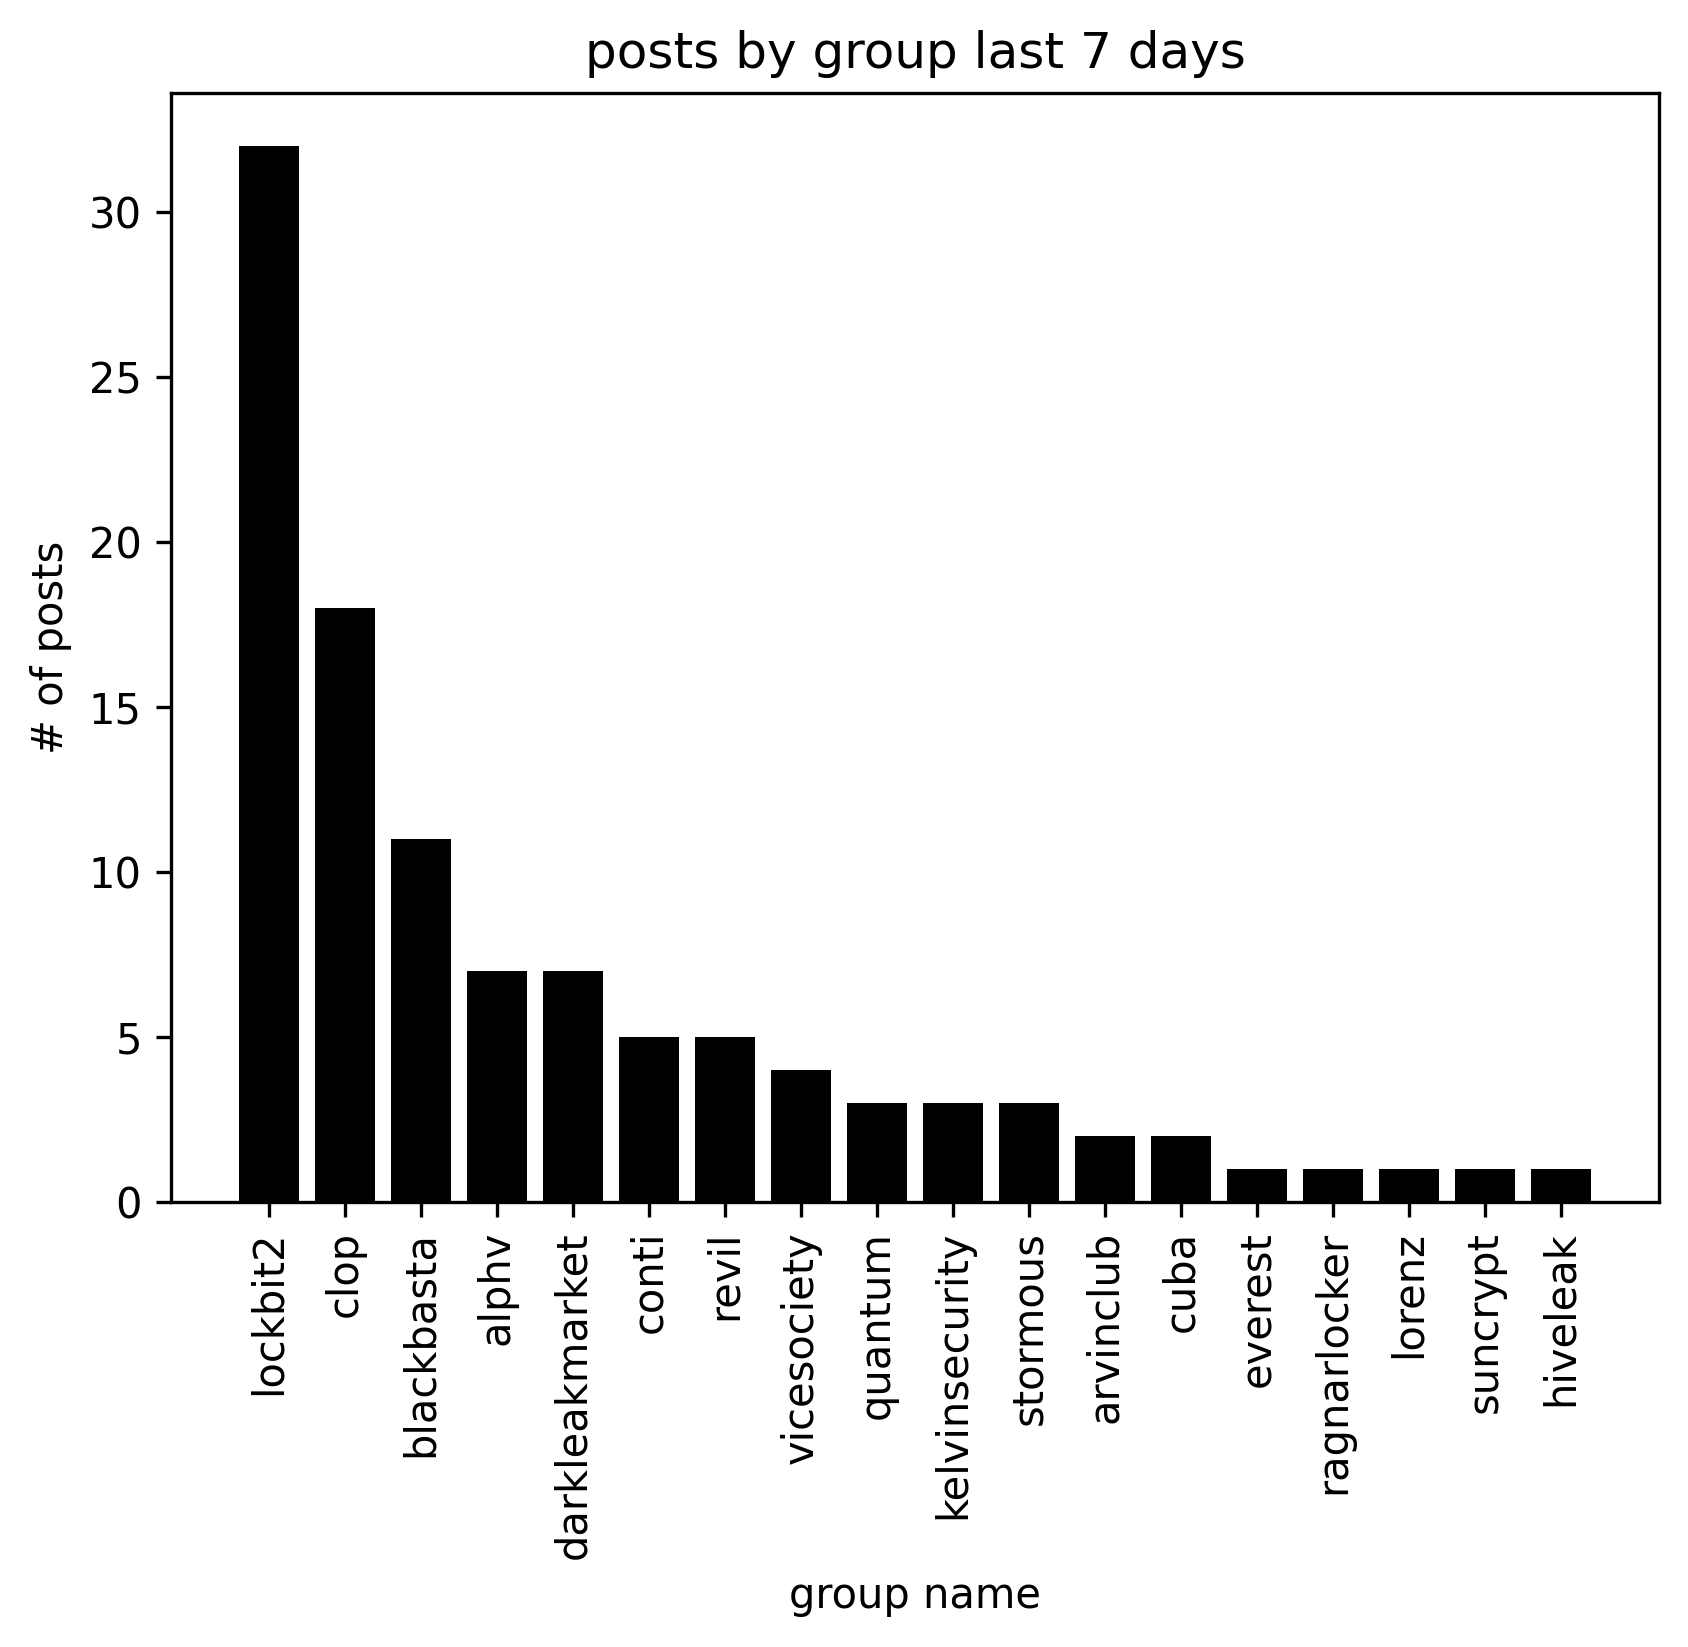 posts by group last 7 days
# of posts
30
25
20
15
10
5
0
lockbit2
clop
blackbasta
alphv
darkleakmarket
conti
revil
vicesociety
quantum
kelvinsecurity
stormous
arvinclub
cuba
everest
ragnarlocker
lorenz
suncrypt
hiveleak
group name